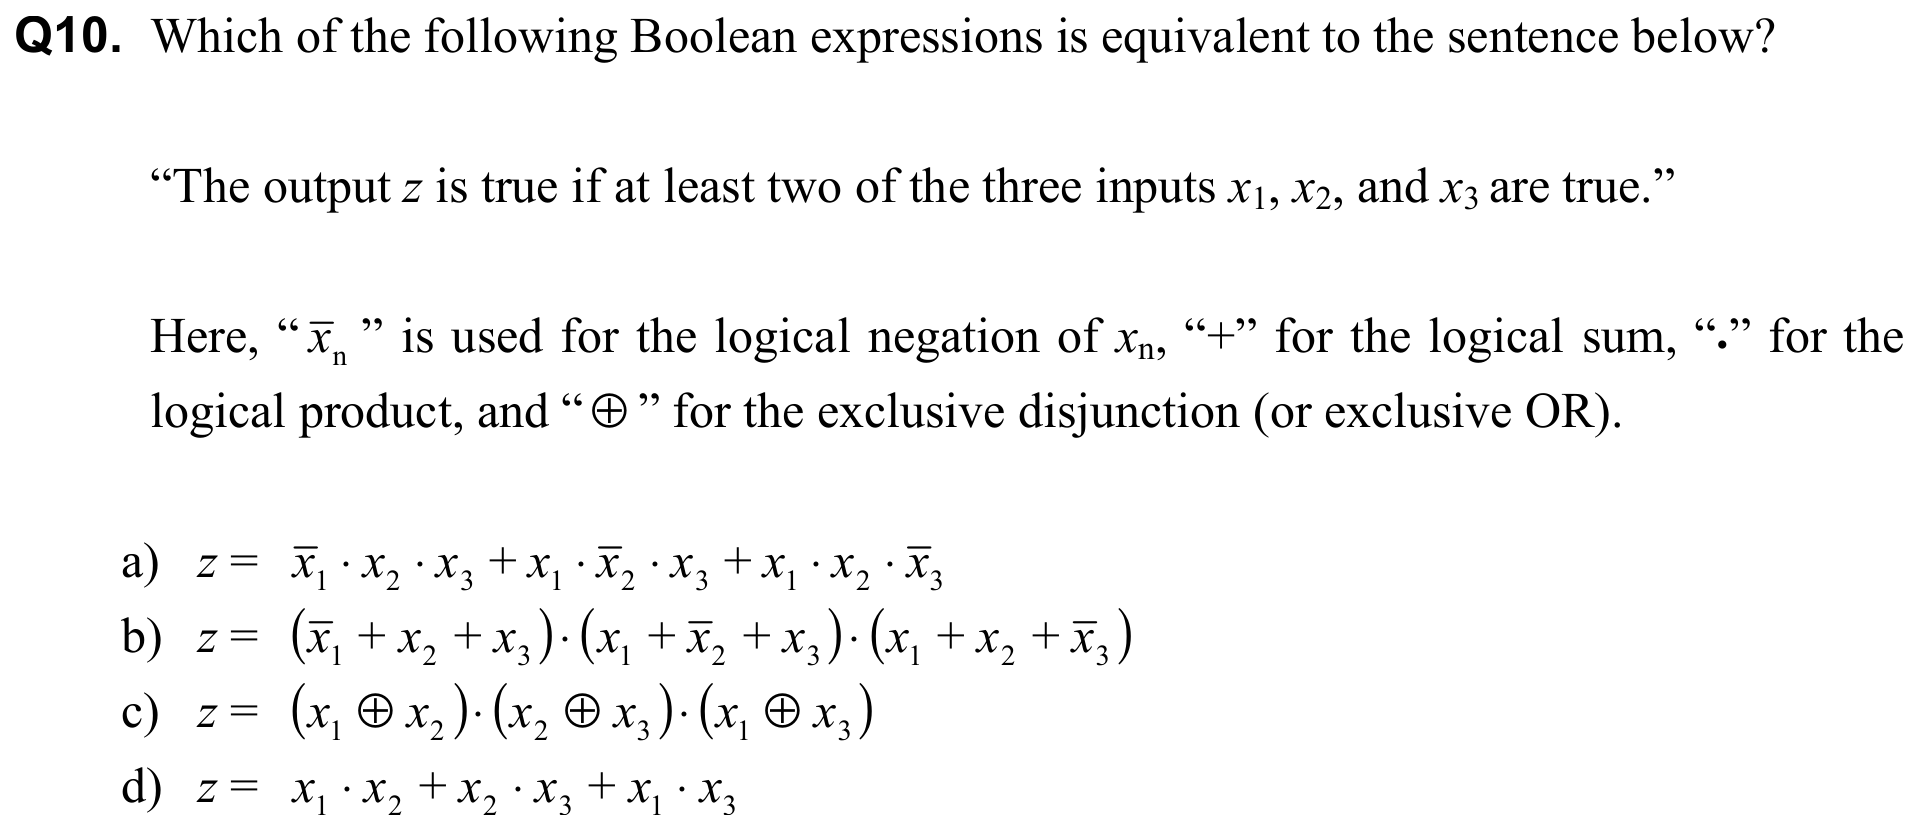 Q10. Which of the following Boolean expressions is equivalent to the sentence below?
“The output z is true if at least two of the three inputs x₁, x₂, and x₃ are true.”
Here, “ x̅ₙ ” is used for the logical negation of xₙ, “+” for the logical sum, “·” for the
logical product, and “ ⊕ ” for the exclusive disjunction (or exclusive OR).
a) z = x̅₁ · x₂ · x₃ + x₁ · x̅₂ · x₃ + x₁ · x₂ · x̅₃
b) z = (x̅₁ + x₂ + x₃) · (x₁ + x̅₂ + x₃) · (x₁ + x₂ + x̅₃)
c) z = (x₁ ⊕ x₂) · (x₂ ⊕ x₃) · (x₁ ⊕ x₃)
d) z = x₁ · x₂ + x₂ · x₃ + x₁ · x₃